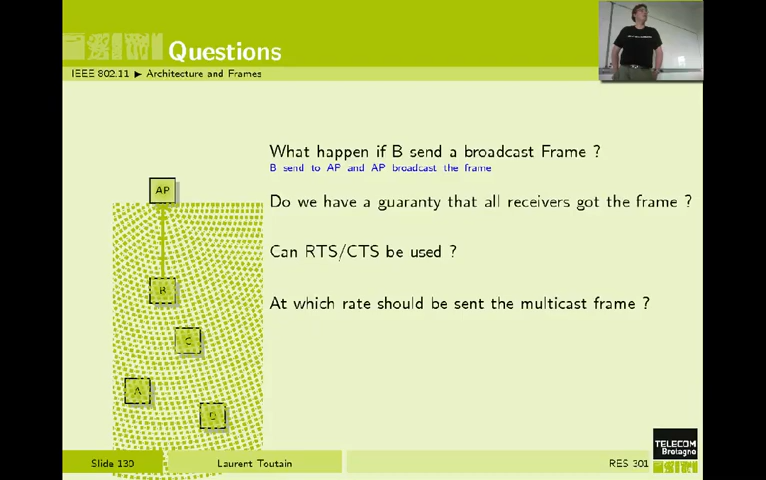 Questions
IEEE 802.11 ▶ Architecture and Frames
What happen if B send a broadcast Frame ?
B send to AP and AP broadcast the frame
AP
Do we have a guaranty that all receivers got the frame ?
Can RTS/CTS be used ?
B
At which rate should be sent the multicast frame ?
C
A
D
TELECOM
Bretagne
Slide 130
Laurent Toutain
RES 301